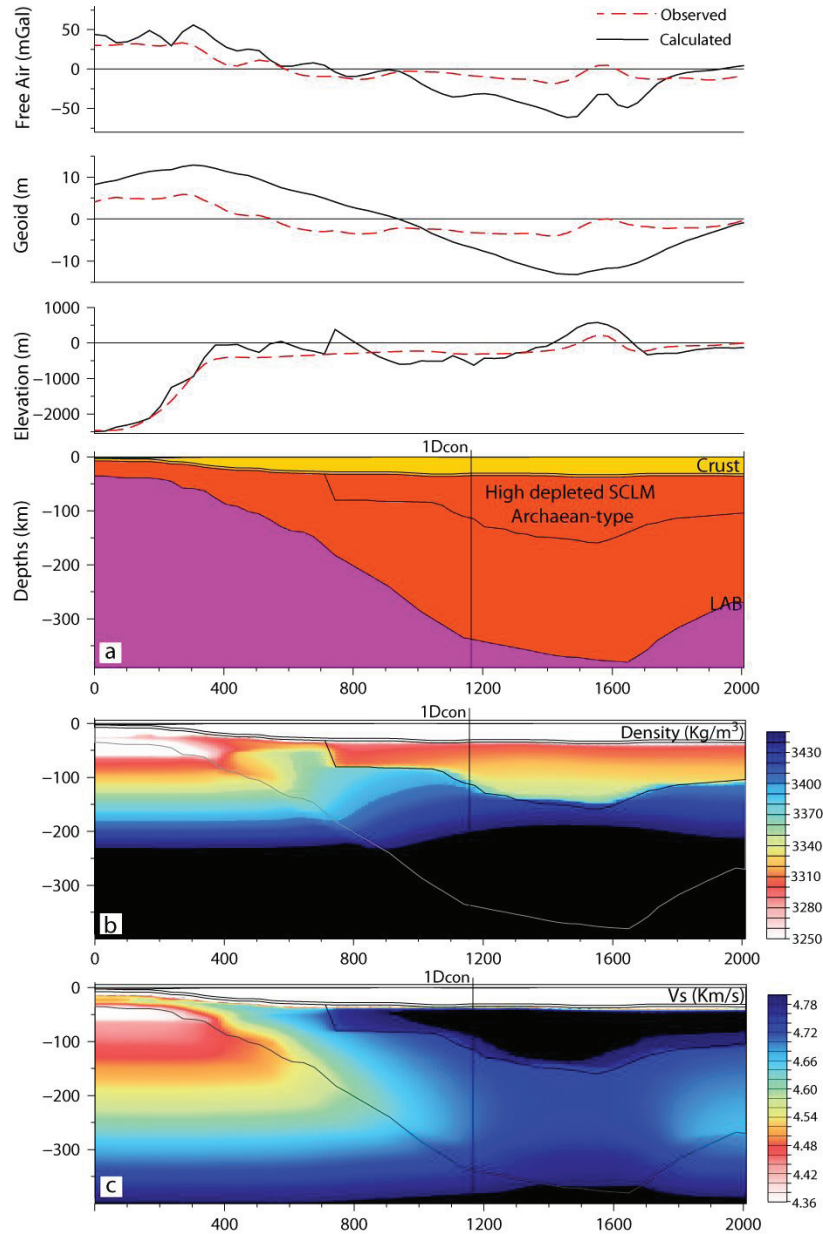 Observed
Calculated
Free Air (mGal)
50
0
−50
Geoid (m
10
0
−10
Elevation (m)
1000
0
−1000
−2000
1Dcon
Depths (km)
0
−100
−200
−300
Crust
High depleted SCLM
Archaean-type
LAB
a
0 400 800 1200 1600 2000
1Dcon
0
−100
−200
−300
Density (Kg/m³)
b
3430
3400
3370
3340
3310
3280
3250
0 400 800 1200 1600 2000
1Dcon
0
−100
−200
−300
Vs (Km/s)
c
4.78
4.72
4.66
4.60
4.54
4.48
4.42
4.36
0 400 800 1200 1600 2000